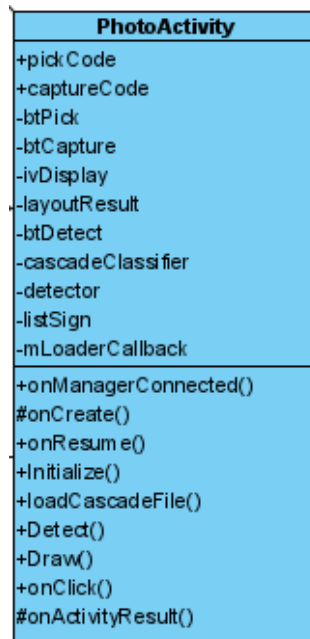 PhotoActivity
+pickCode
+captureCode
-btPick
-btCapture
-ivDisplay
-layoutResult
-btDetect
-cascadeClassifier
-detector
-listSign
-mLoaderCallback
+onManagerConnected()
#onCreate()
+onResume()
+Initialize()
+loadCascadeFile()
+Detect()
+Draw()
+onClick()
#onActivityResult()